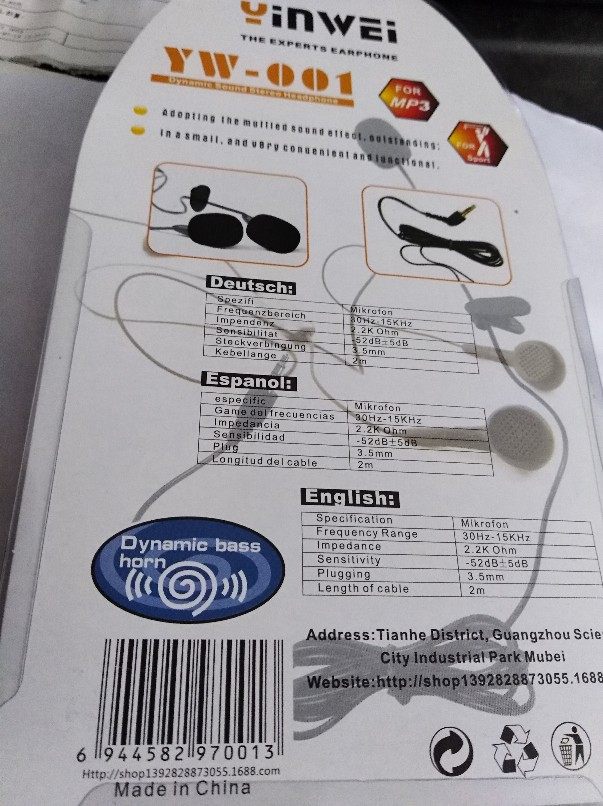 YinWEi
THE EXPERTS EARPHONE
YW-001
Dynamic Sound Stereo Headphone
FOR
MP3
Adopting the muttled sound effect, outstanding:
In a small, and very conuenient and functional.
FOR
Sport
Deutsch:
Spezifi Mikrofon
Frequenzbereich 30Hz-15KHz
Impendenz 2.2K Ohm
Sensibilitat -52dB±5dB
Steckverbingung 3.5mm
Kebellange 2m
Espanol:
especific Mikrofon
Game del frecuencias 30Hz-15KHz
Impedancia 2.2K Ohm
Sensibilidad -52dB±5dB
Plug 3.5mm
Longitud del cable 2m
English:
Specification Mikrofon
Frequency Range 30Hz-15KHz
Impedance 2.2K Ohm
Sensitivity -52dB±5dB
Plugging 3.5mm
Length of cable 2m
Dynamic bass
horn
Address:Tianhe District, Guangzhou Scie
City Industrial Park Mubei
Website:http://shop1392828873055.1688
6 944582 970013
Http://shop1392828873055.1688.com
Made in China